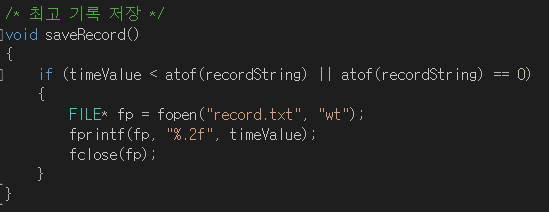 /* 최고 기록 저장 */
void saveRecord()
{
    if (timeValue < atof(recordString) || atof(recordString) == 0)
    {
        FILE* fp = fopen("record.txt", "wt");
        fprintf(fp, "%.2f", timeValue);
        fclose(fp);
    }
}